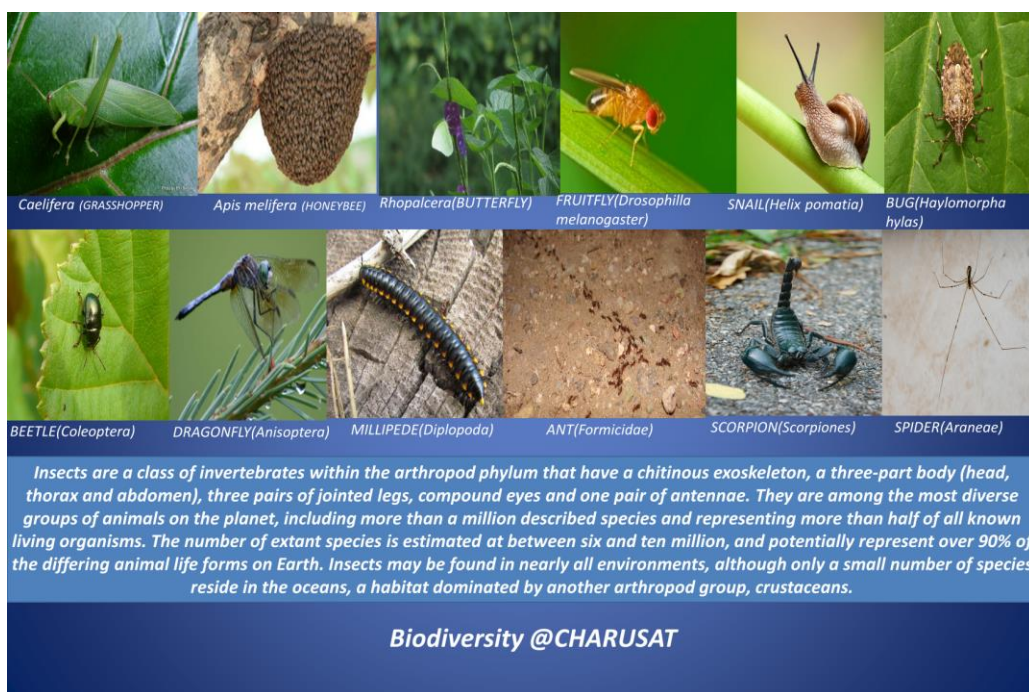 Caelifera (GRASSHOPPER)
Apis melifera (HONEYBEE)
Rhopalcera(BUTTERFLY)
FRUITFLY(Drosophilla
melanogaster)
SNAIL(Helix pomatia)
BUG(Haylomorpha
hylas)
BEETLE(Coleoptera)
DRAGONFLY(Anisoptera)
MILLIPEDE(Diplopoda)
ANT(Formicidae)
SCORPION(Scorpiones)
SPIDER(Araneae)
Insects are a class of invertebrates within the arthropod phylum that have a chitinous exoskeleton, a three-part body (head,
thorax and abdomen), three pairs of jointed legs, compound eyes and one pair of antennae. They are among the most diverse
groups of animals on the planet, including more than a million described species and representing more than half of all known
living organisms. The number of extant species is estimated at between six and ten million, and potentially represent over 90% of
the differing animal life forms on Earth. Insects may be found in nearly all environments, although only a small number of species
reside in the oceans, a habitat dominated by another arthropod group, crustaceans.
Biodiversity @CHARUSAT